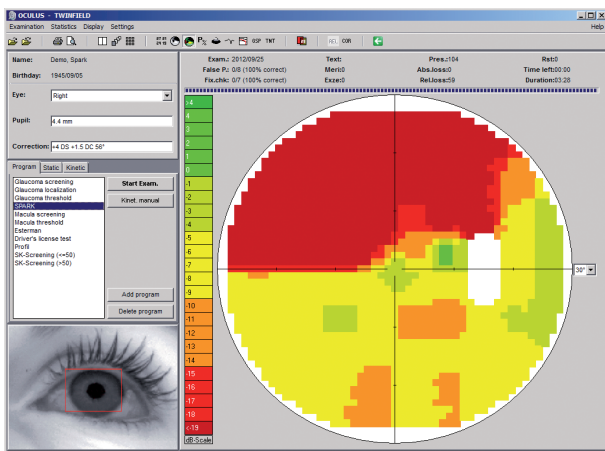 OCULUS - TWINFIELD
Examination Statistics Display Settings Help
P% GSP TNT REL COR
Name: Demo, Spark
Birthday: 1945/09/05
Eye: Right
Pupil: 4.4 mm
Correction: +4 DS +1.5 DC 56°
Program Static Kinetic
Glaucoma screening
Glaucoma localization
Glaucoma threshold
SPARK
Macula screening
Macula threshold
Esterman
Driver's license test
Profil
SK-Screening (<=50)
SK-Screening (>50)
Start Exam.
Kinet. manual
Add program
Delete program
Exam.: 2012/09/25 Text: Pres.:104 Rst:0
False P.: 0/8 (100% correct) Meri:0 Abs.loss:0 Time left:00:00
Fix.chk: 0/7 (100% correct) Exze:0 Rel.loss:59 Duration:03:28
>4
4
3
2
1
0
-1
-2
-3
-4
-5
-6
-7
-8
-9
-10
-11
-12
-13
-14
-15
-16
-17
-18
<-19
dB-Scale
30°